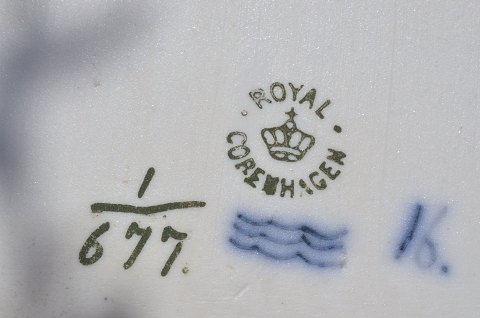 · ROYAL ·
COPENHAGEN
1
677.
16.